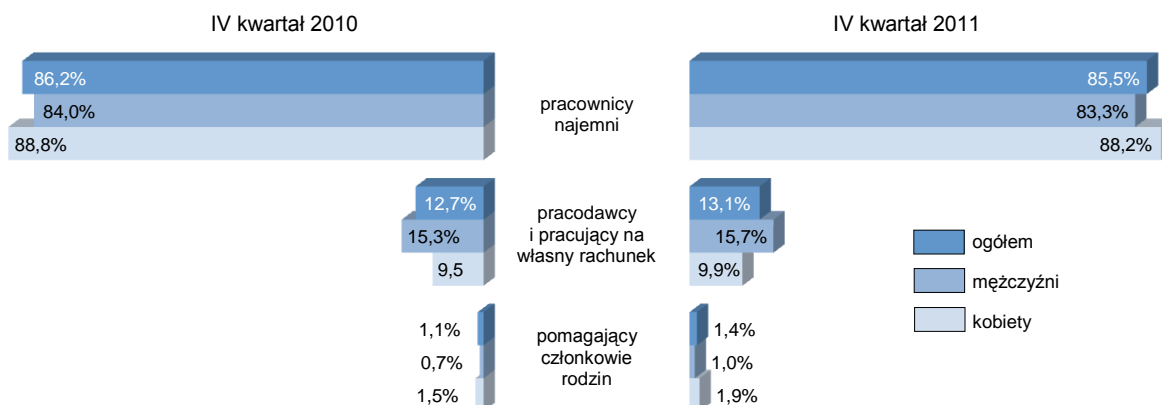 IV kwartał 2010
IV kwartał 2011
86,2%
84,0%
88,8%
pracownicy
najemni
85,5%
83,3%
88,2%
12,7%
15,3%
9,5
pracodawcy
i pracujący na
własny rachunek
13,1%
15,7%
9,9%
1,1%
0,7%
1,5%
pomagający
członkowie
rodzin
1,4%
1,0%
1,9%
ogółem
mężczyźni
kobiety